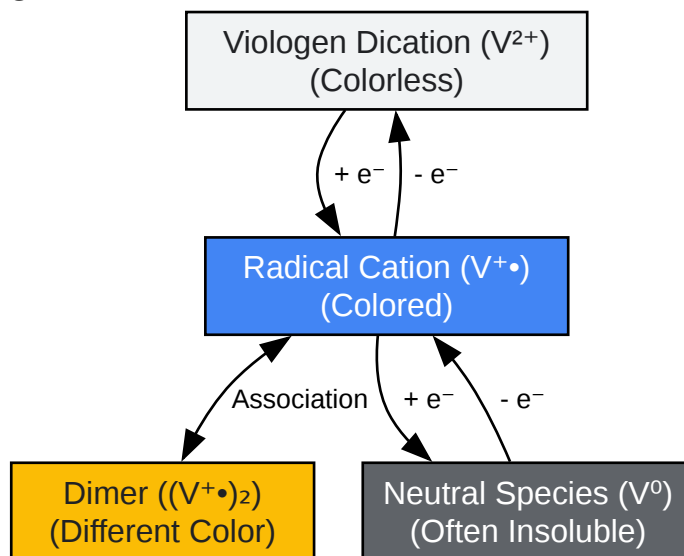 Viologen Dication (V²⁺)
(Colorless)
+ e⁻
- e⁻
Radical Cation (V⁺•)
(Colored)
Association
+ e⁻
- e⁻
Dimer ((V⁺•)₂)
(Different Color)
Neutral Species (V⁰)
(Often Insoluble)